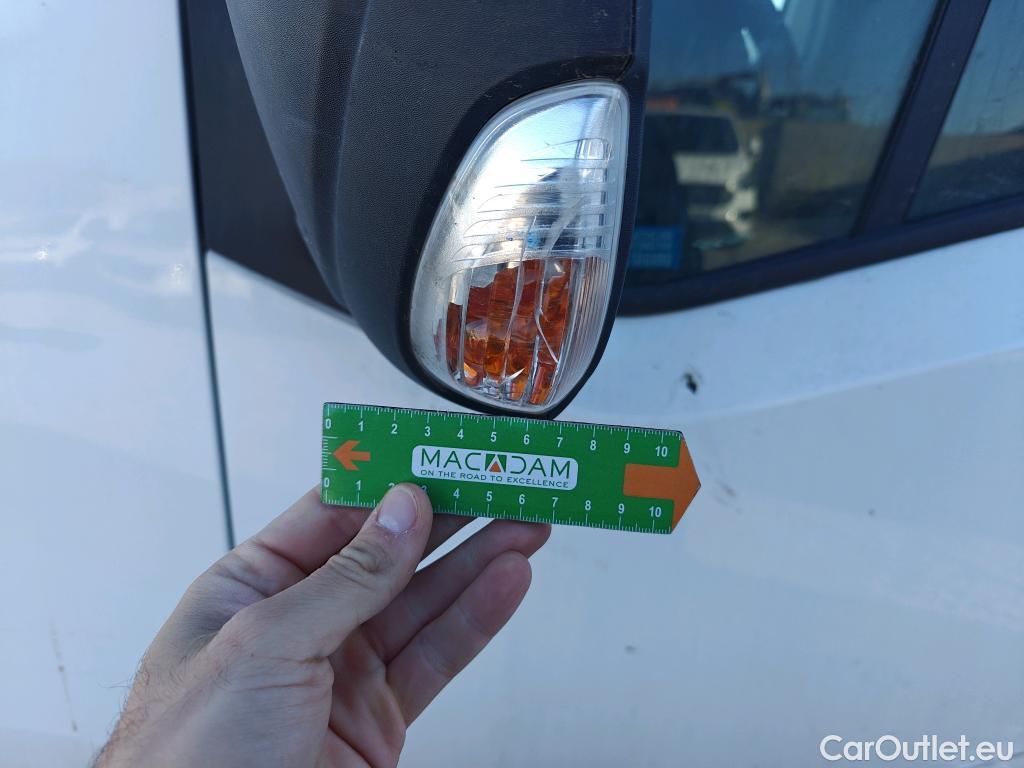 0 1 2 3 4 5 6 7 8 9 10
MACADAM
ON THE ROAD TO EXCELLENCE
0 1 2 3 4 5 6 7 8 9 10
CarOutlet.eu